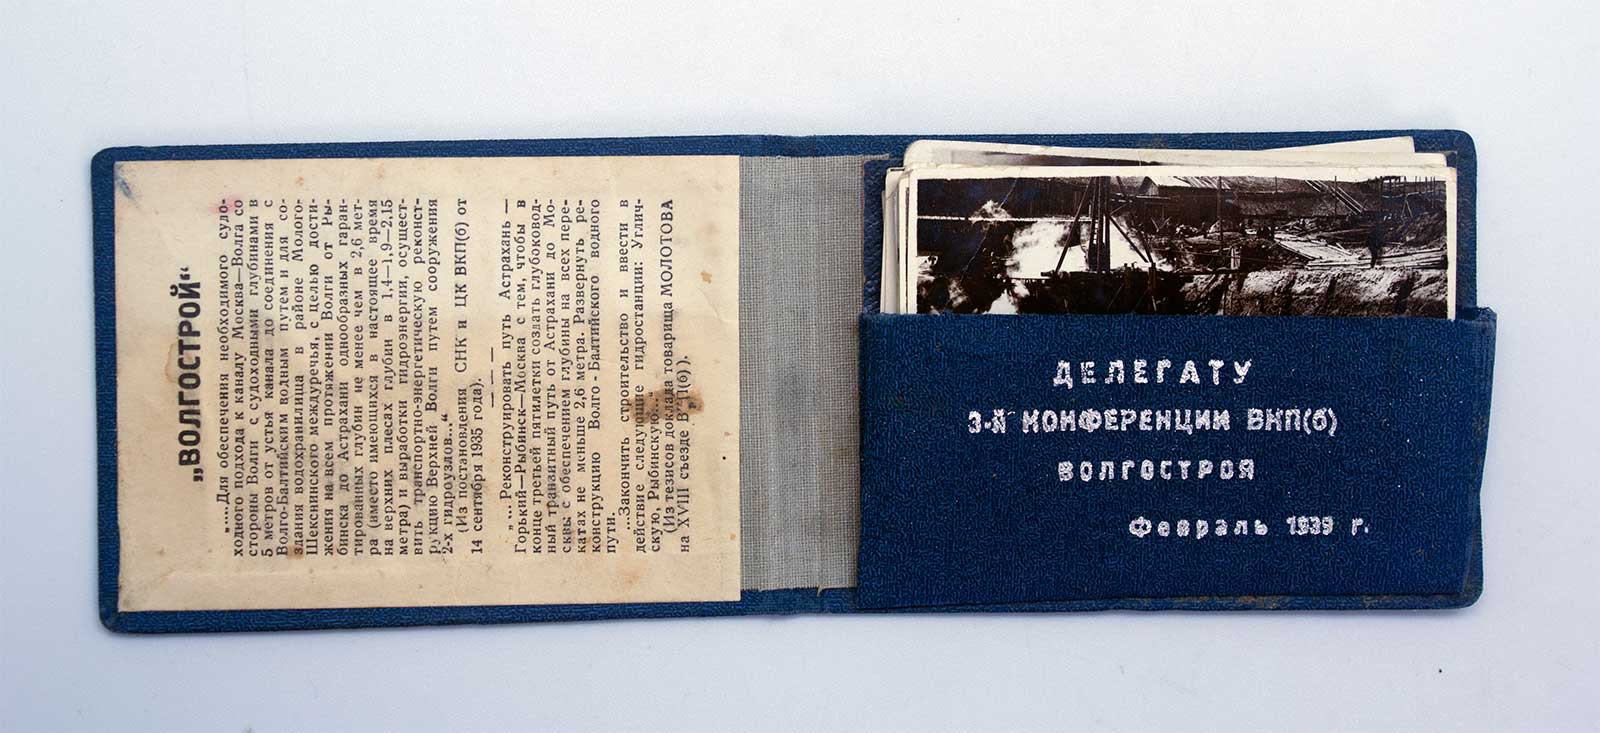 „ВОЛГОСТРОЙ“
„....Для обеспечения необходимого судо-
ходного подхода к каналу Москва—Волга со
стороны Волги с судоходными глубинами в
5 метров от устья канала до соединения с
Волго-Балтийским водным путем и для со-
здания водохранилища в районе Молого-
Шекснинского междуречья, с целью дости-
жения на всем протяжении Волги от Ры-
бинска до Астрахани однообразных гаран-
тированных глубин не менее чем в 2,6 мет-
ра (вместо имеющихся в настоящее время
на верхних плесах глубин в 1,4—1,9—2,15
метра) и выработки гидроэнергии, осущест-
вить транспортно-энергетическую реконст-
рукцию Верхней Волги путем сооружения
2-х гидроузлов...“
(Из постановления СНК и ЦК ВКП(б) от
14 сентября 1935 года).
„... Реконструировать путь Астрахань —
Горький—Рыбинск—Москва с тем, чтобы в
конце третьей пятилетки создать глубоковод-
ный транзитный путь от Астрахани до Мо-
сквы с обеспечением глубины на всех пере-
катах не меньше 2,6 метра. Развернуть ре-
конструкцию Волго-Балтийского водного
пути.
...Закончить строительство и ввести в
действие следующие гидростанции: Углич-
скую, Рыбинскую...“
(Из тезисов доклада товарища МОЛОТОВА
на XVIII съезде В П(б)).
ДЕЛЕГАТУ
3-Й КОНФЕРЕНЦИИ ВКП(б)
ВОЛГОСТРОЯ
Февраль 1939 г.